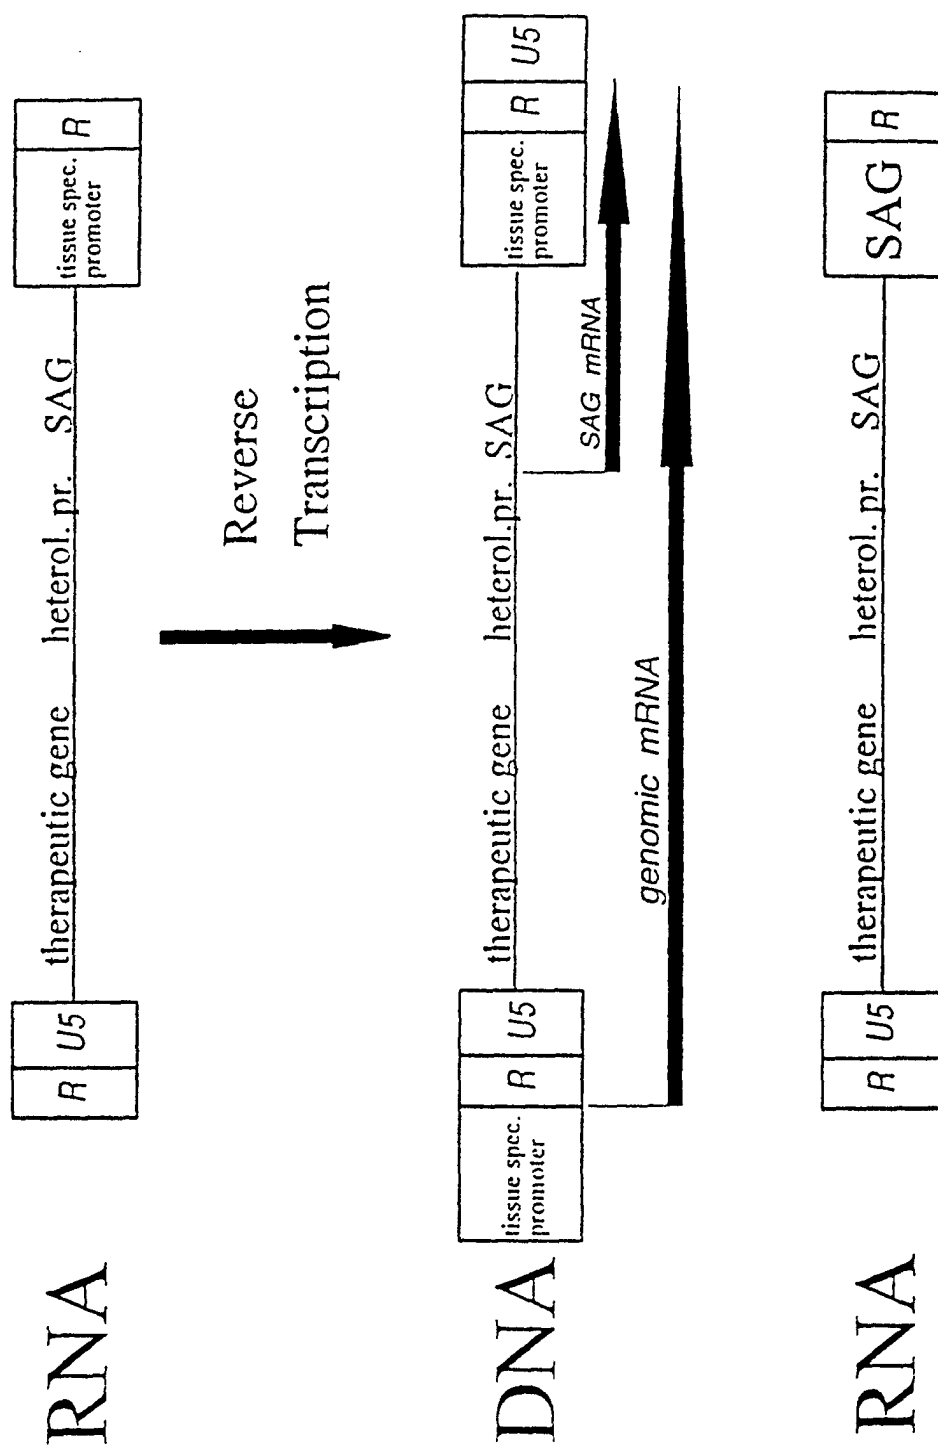 RNA
R U5 therapeutic gene heterol. pr. SAG tissue spec. R
promoter
Reverse
Transcription
DNA
tissue spec. R U5 therapeutic gene heterol. pr. SAG tissue spec. R U5
promoter promoter
SAG mRNA
genomic mRNA
RNA
R U5 therapeutic gene heterol. pr. SAG SAG R